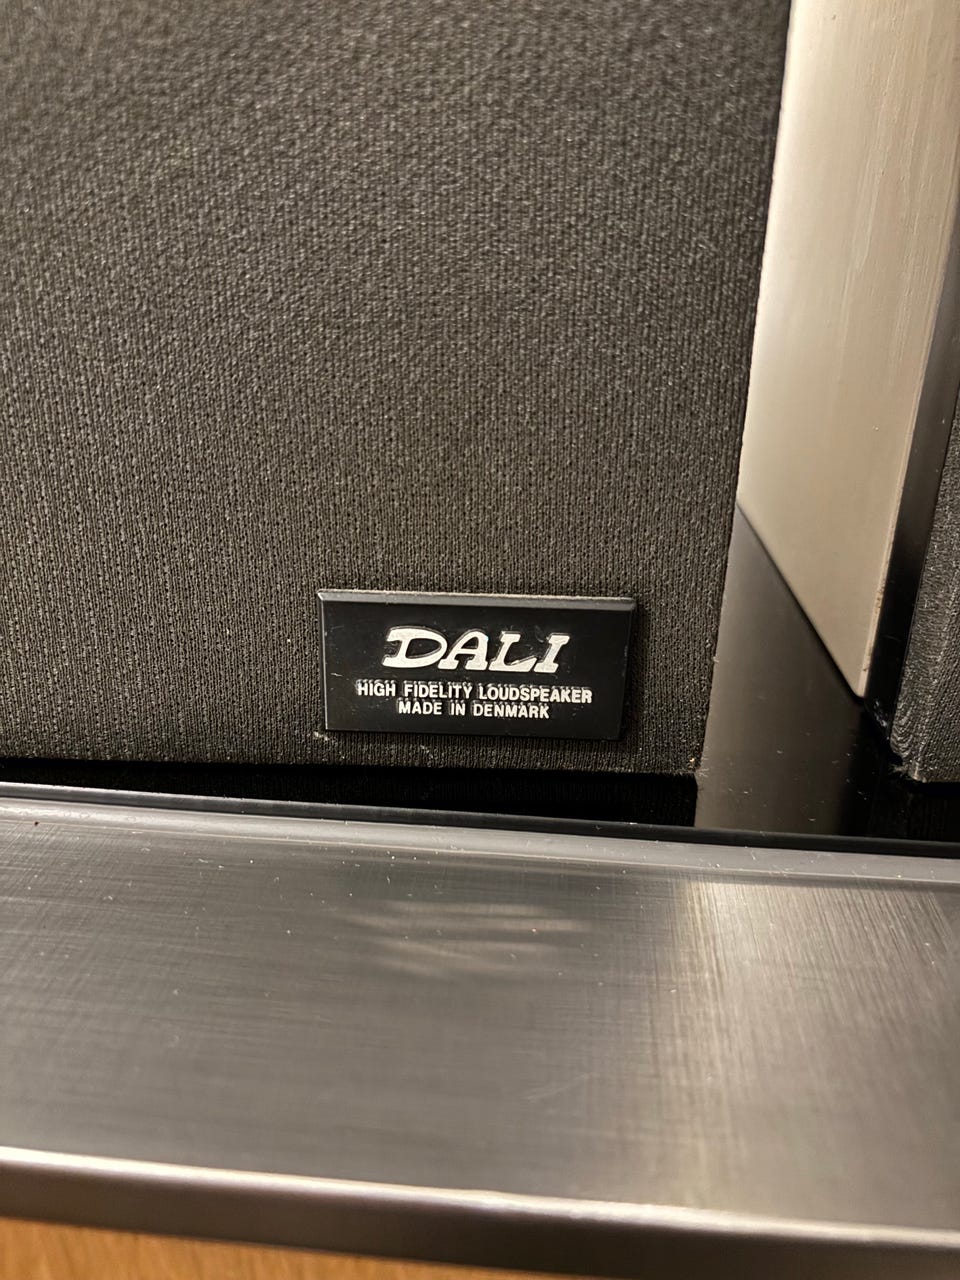 DALI
HIGH FIDELITY LOUDSPEAKER
MADE IN DENMARK